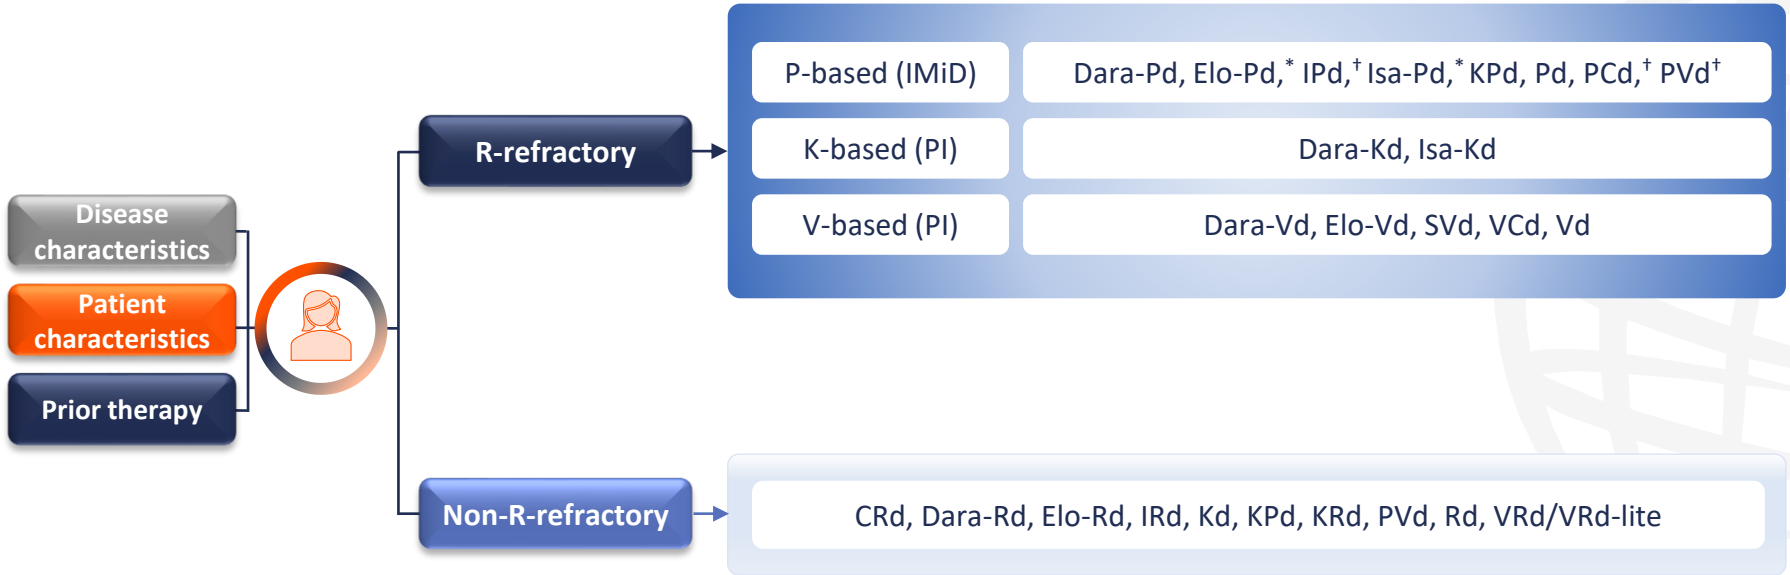 Disease
characteristics
Patient
characteristics
Prior therapy
R-refractory
P-based (IMiD)
Dara-Pd, Elo-Pd,* IPd,† Isa-Pd,* KPd, Pd, PCd,† PVd†
K-based (PI)
Dara-Kd, Isa-Kd
V-based (PI)
Dara-Vd, Elo-Vd, SVd, VCd, Vd
Non-R-refractory
CRd, Dara-Rd, Elo-Rd, IRd, Kd, KPd, KRd, PVd, Rd, VRd/VRd-lite